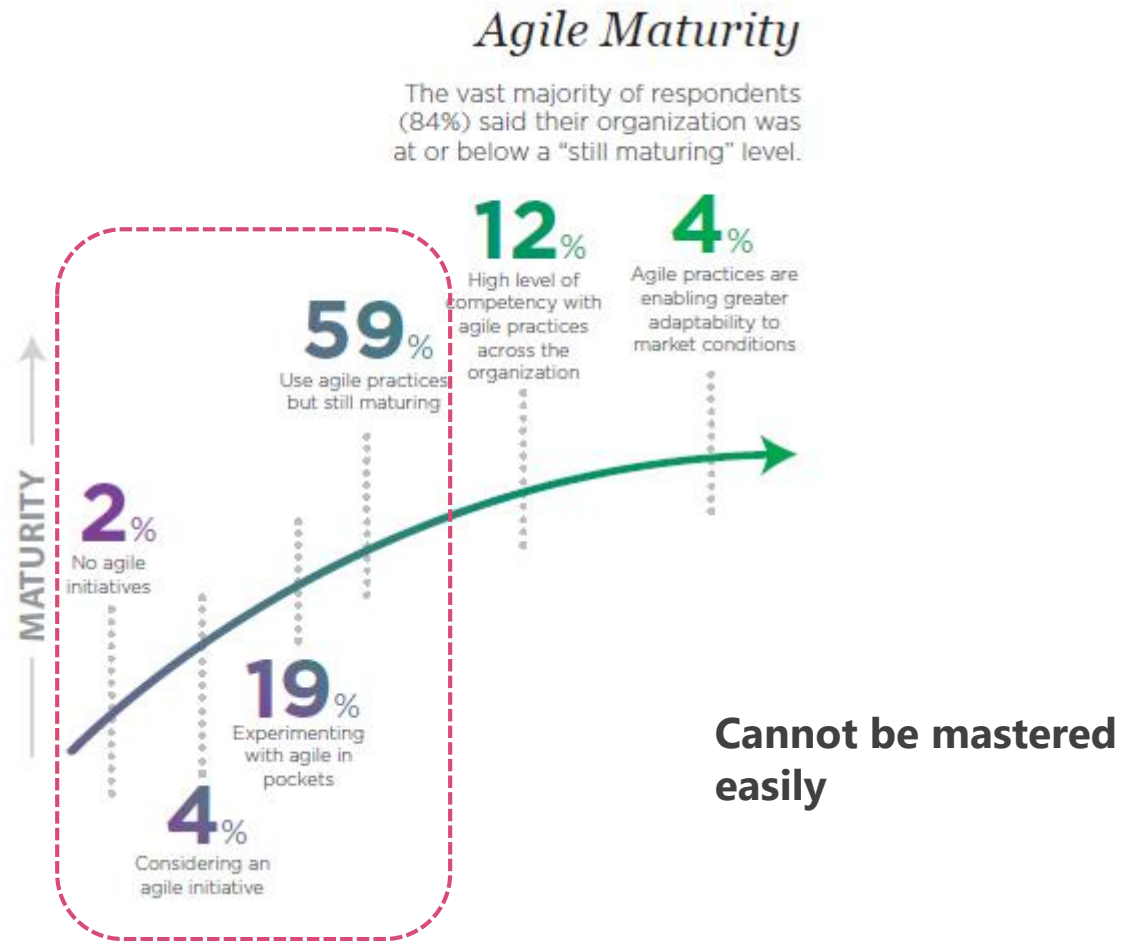 Agile Maturity
The vast majority of respondents
(84%) said their organization was
at or below a “still maturing” level.
12%
High level of
competency with
agile practices
across the
organization
4%
Agile practices are
enabling greater
adaptability to
market conditions
59%
Use agile practices
but still maturing
MATURITY
2%
No agile
initiatives
19%
Experimenting
with agile in
pockets
4%
Considering an
agile initiative
Cannot be mastered
easily